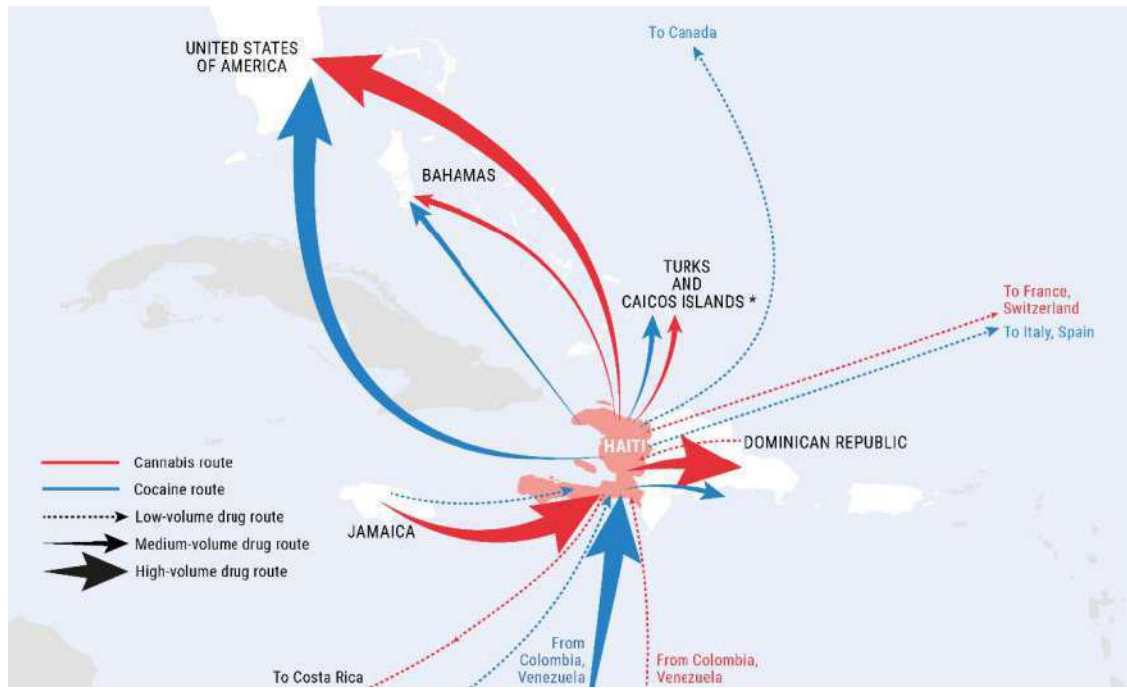 To Canada
UNITED STATES
OF AMERICA
BAHAMAS
TURKS
AND
CAICOS ISLANDS *
To France,
Switzerland
To Italy, Spain
HAITI
DOMINICAN REPUBLIC
Cannabis route
Cocaine route
Low-volume drug route
Medium-volume drug route
High-volume drug route
JAMAICA
To Costa Rica
From
Colombia,
Venezuela
From Colombia,
Venezuela